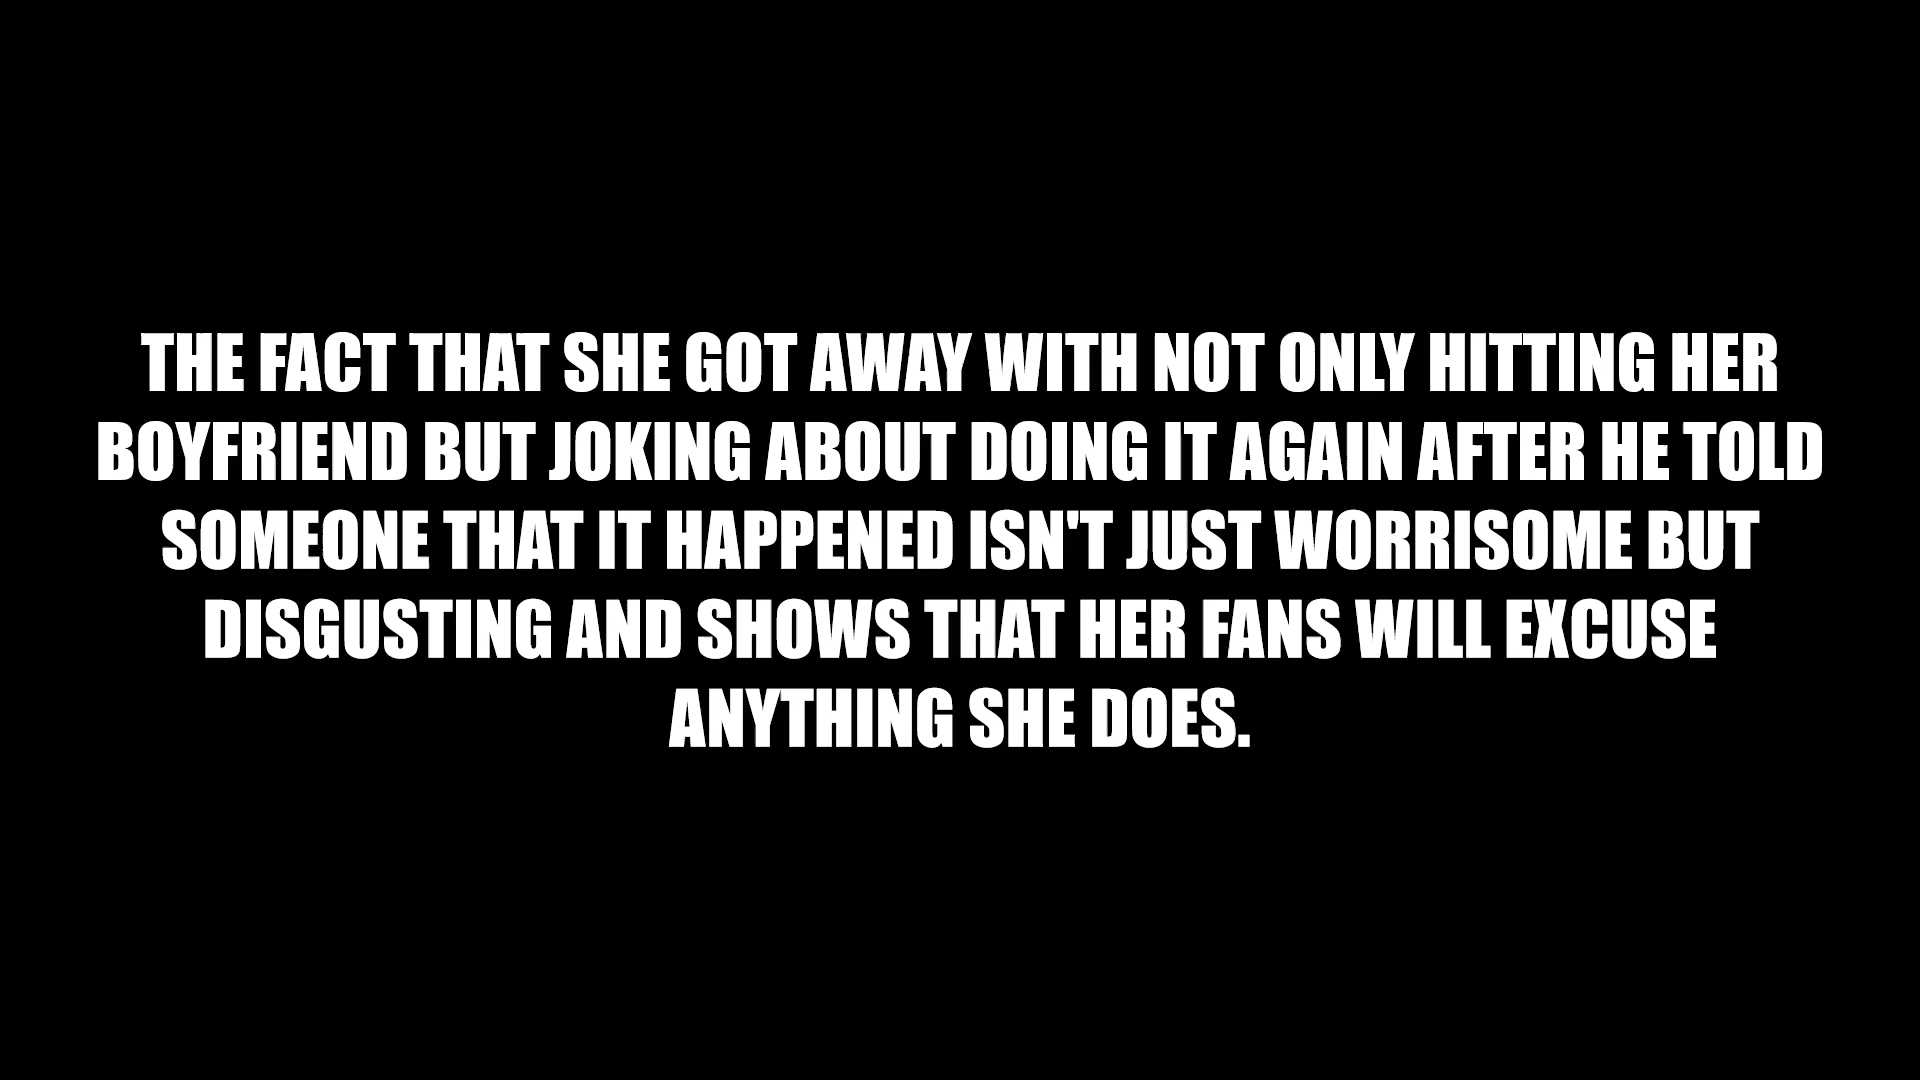 THE FACT THAT SHE GOT AWAY WITH NOT ONLY HITTING HER
BOYFRIEND BUT JOKING ABOUT DOING IT AGAIN AFTER HE TOLD
SOMEONE THAT IT HAPPENED ISN'T JUST WORRISOME BUT
DISGUSTING AND SHOWS THAT HER FANS WILL EXCUSE
ANYTHING SHE DOES.